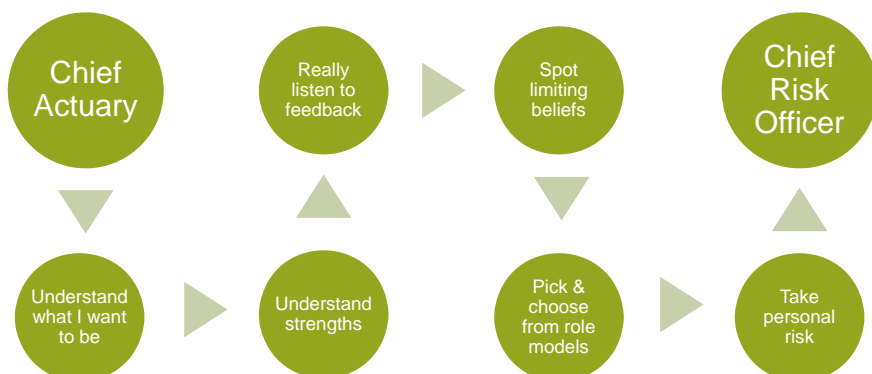 Chief
Actuary
Understand
what I want
to be
Understand
strengths
Really
listen to
feedback
Spot
limiting
beliefs
Pick &
choose
from role
models
Take
personal
risk
Chief
Risk
Officer